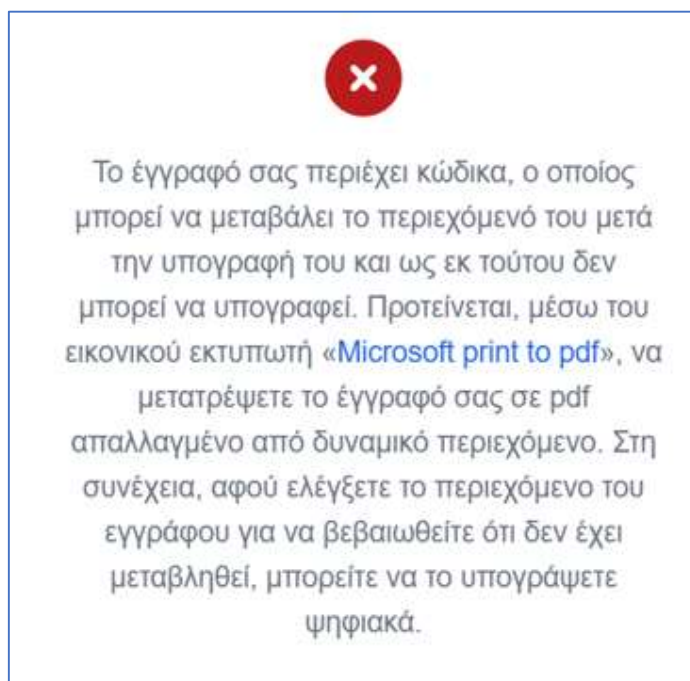 Το έγγραφό σας περιέχει κώδικα, ο οποίος
μπορεί να μεταβάλει το περιεχόμενό του μετά
την υπογραφή του και ως εκ τούτου δεν
μπορεί να υπογραφεί. Προτείνεται, μέσω του
εικονικού εκτυπωτή «Microsoft print to pdf», να
μετατρέψετε το έγγραφό σας σε pdf
απαλλαγμένο από δυναμικό περιεχόμενο. Στη
συνέχεια, αφού ελέγξετε το περιεχόμενο του
εγγράφου για να βεβαιωθείτε ότι δεν έχει
μεταβληθεί, μπορείτε να το υπογράψετε
ψηφιακά.